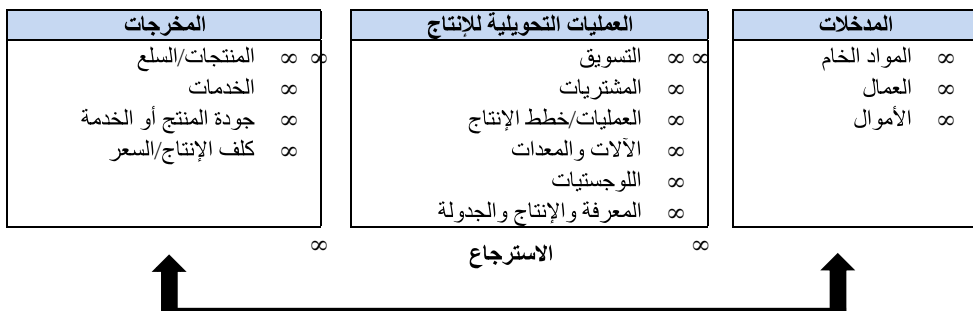 المدخلات
∞ المواد الخام
∞ العمال
∞ الأموال
العمليات التحويلية للإنتاج
∞ ∞ التسويق
∞ المشتريات
∞ العمليات/خطط الإنتاج
∞ الآلات والمعدات
∞ اللوجستيات
∞ المعرفة والإنتاج والجدولة
المخرجات
∞ ∞ المنتجات/السلع
∞ الخدمات
∞ جودة المنتج أو الخدمة
∞ كلف الإنتاج/السعر
∞ الاسترجاع ∞